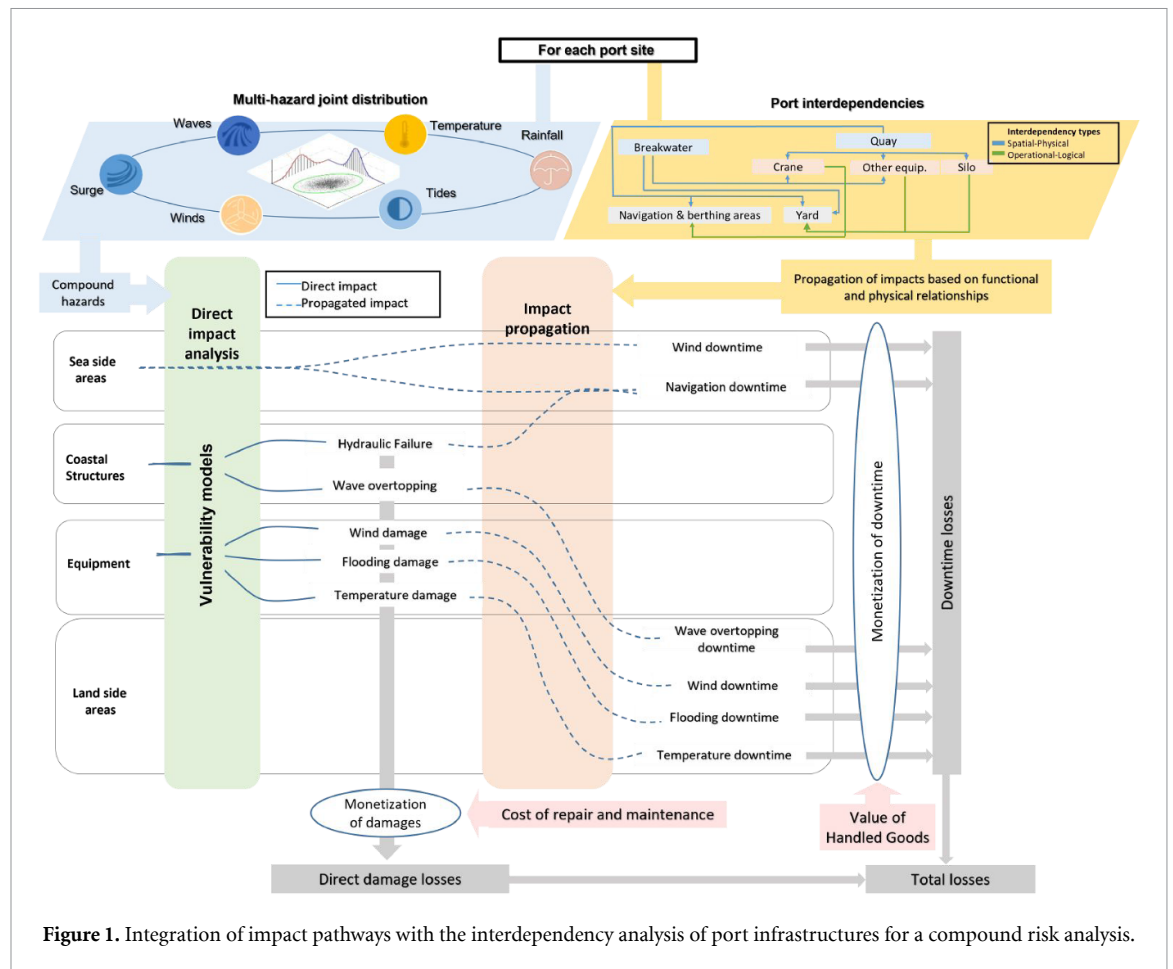 For each port site
Multi-hazard joint distribution
Waves
Temperature
Rainfall
Surge
Winds
Tides
Port interdependencies
Interdependency types
Spatial-Physical
Operational-Logical
Quay
Breakwater
Crane
Other equip.
Silo
Navigation & berthing areas
Yard
Compound
hazards
Direct
impact
analysis
Direct impact
Propagated impact
Impact
propagation
Propagation of impacts based on functional
and physical relationships
Sea side
areas
Wind downtime
Navigation downtime
Coastal
Structures
Vulnerability models
Hydraulic Failure
Wave overtopping
Equipment
Wind damage
Flooding damage
Temperature damage
Land side
areas
Wave overtopping
downtime
Wind downtime
Flooding downtime
Temperature downtime
Monetization of downtime
Downtime losses
Monetization
of damages
Cost of repair and maintenance
Value of
Handled Goods
Direct damage losses
Total losses
Figure 1. Integration of impact pathways with the interdependency analysis of port infrastructures for a compound risk analysis.